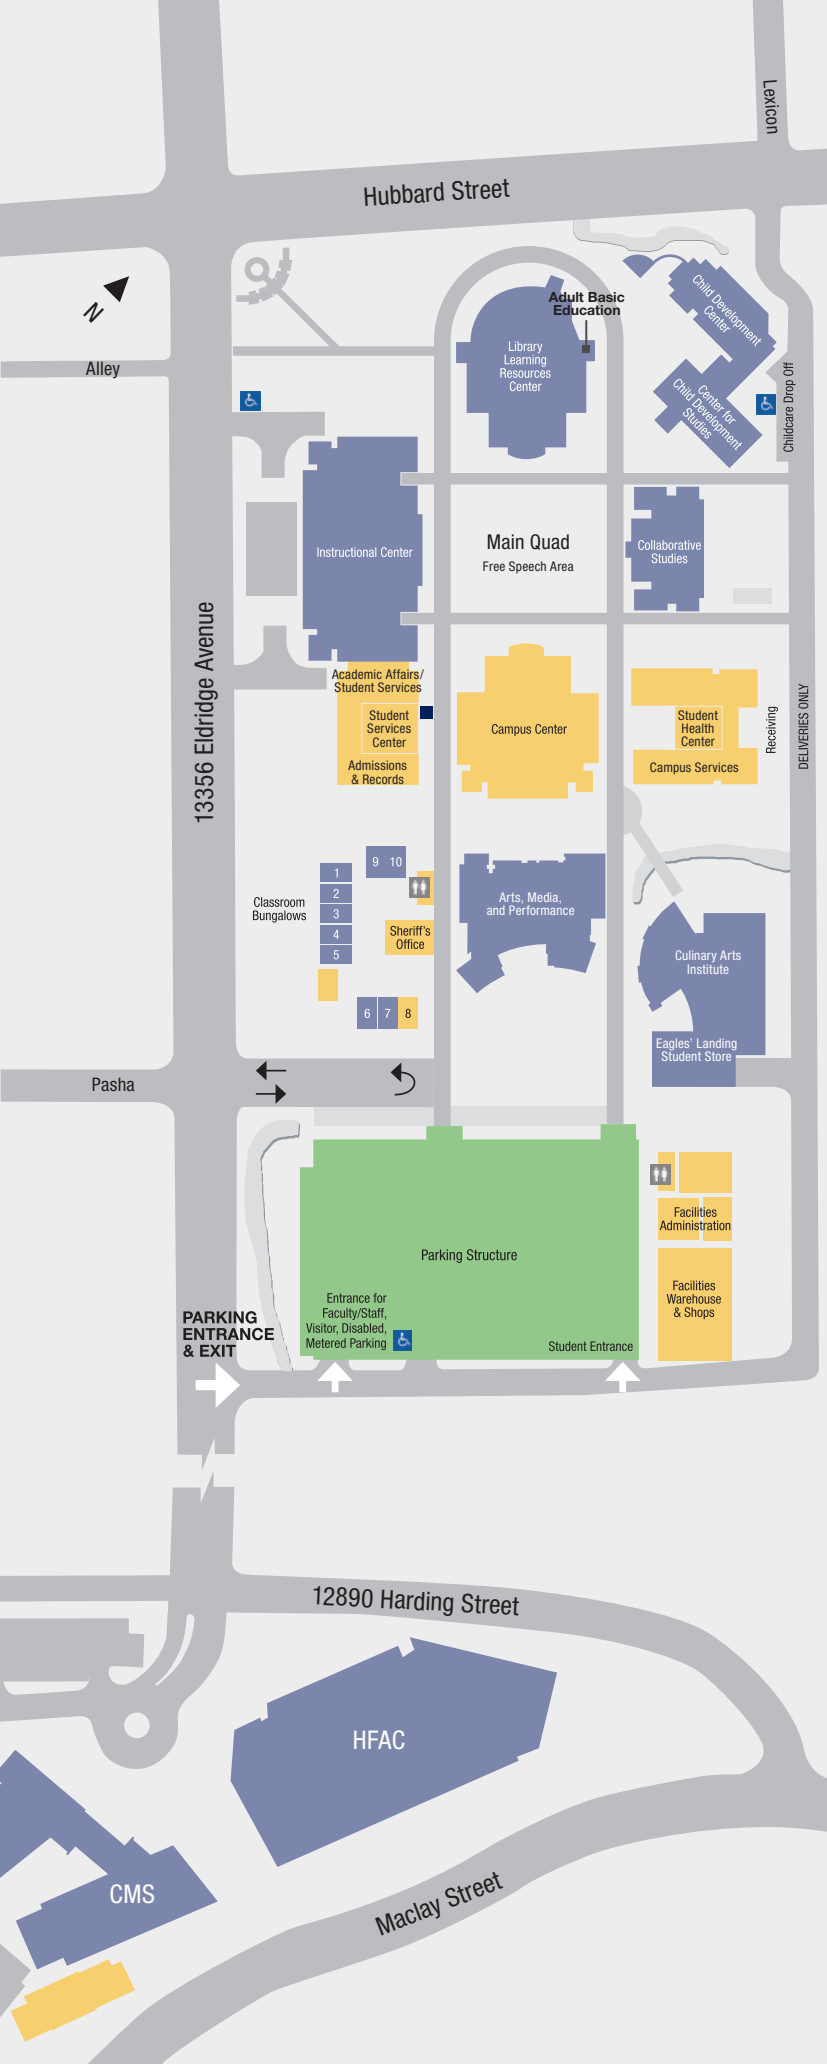 Lexicon
Hubbard Street
N
Alley
Adult Basic
Education
Library
Learning
Resources
Center
Child Development
Center
Center for
Child Development
Studies
Childcare Drop Off
Instructional Center
Main Quad
Free Speech Area
Collaborative
Studies
13356 Eldridge Avenue
Academic Affairs/
Student Services
Student
Services
Center
Admissions
& Records
Campus Center
Student
Health
Center
Campus Services
Receiving
DELIVERIES ONLY
Classroom
Bungalows
1
2
3
4
5
9 10
Sheriff's
Office
6 7 8
Arts, Media,
and Performance
Culinary Arts
Institute
Eagles' Landing
Student Store
Pasha
Parking Structure
Facilities
Administration
Facilities
Warehouse
& Shops
Entrance for
Faculty/Staff,
Visitor, Disabled,
Metered Parking
Student Entrance
PARKING
ENTRANCE
& EXIT
12890 Harding Street
HFAC
CMS
Maclay Street